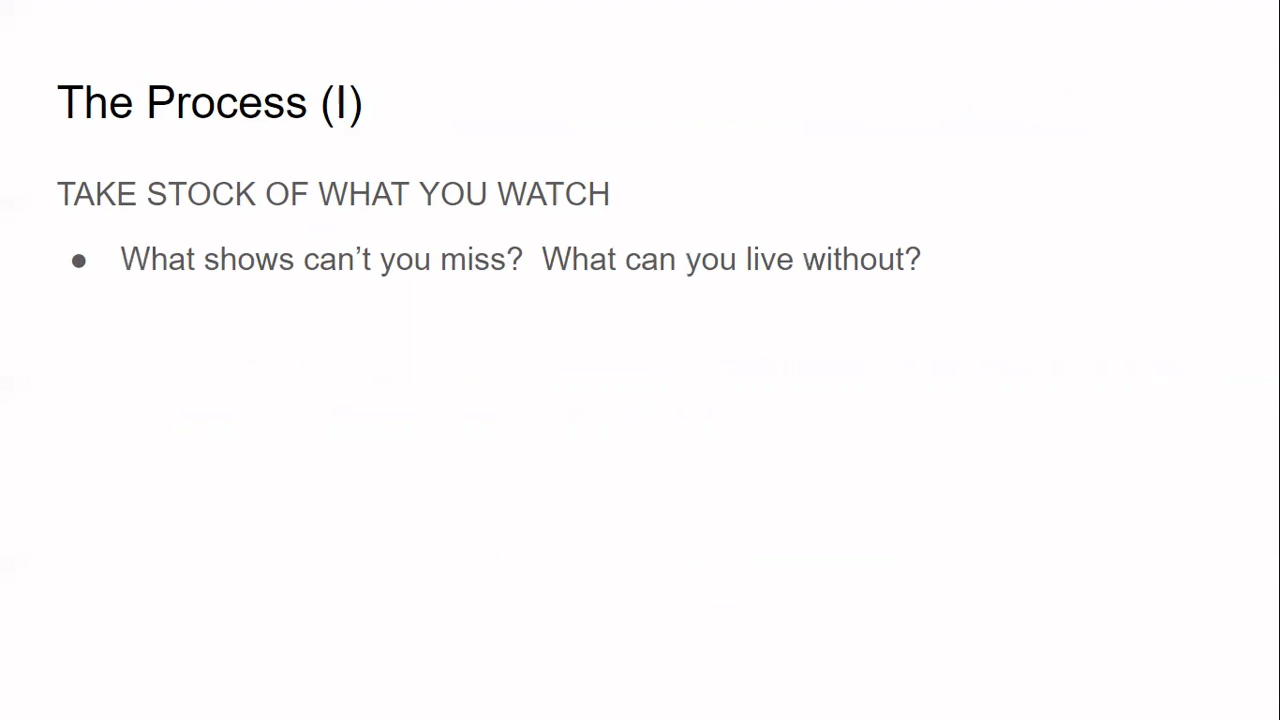 The Process (I)
TAKE STOCK OF WHAT YOU WATCH
● What shows can’t you miss?  What can you live without?